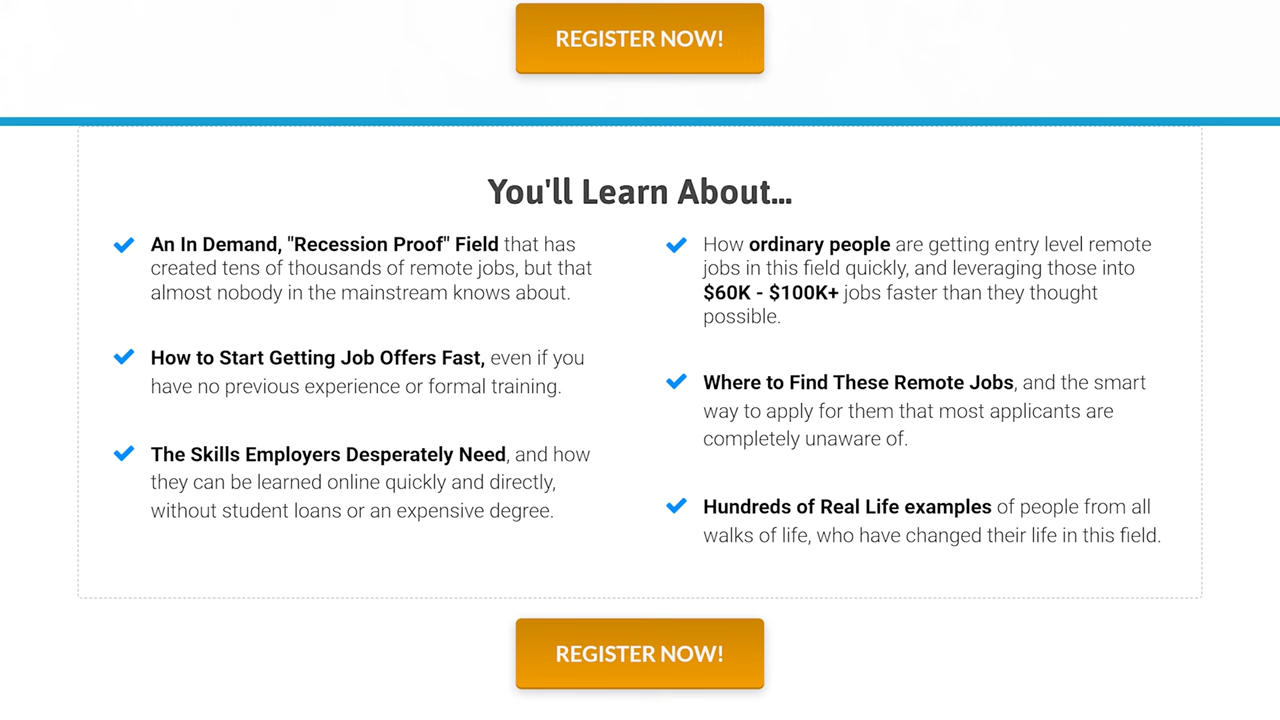 REGISTER NOW!
You'll Learn About...
An In Demand, "Recession Proof" Field that has
created tens of thousands of remote jobs, but that
almost nobody in the mainstream knows about.
How to Start Getting Job Offers Fast, even if you
have no previous experience or formal training.
The Skills Employers Desperately Need, and how
they can be learned online quickly and directly,
without student loans or an expensive degree.
How ordinary people are getting entry level remote
jobs in this field quickly, and leveraging those into
$60K - $100K+ jobs faster than they thought
possible.
Where to Find These Remote Jobs, and the smart
way to apply for them that most applicants are
completely unaware of.
Hundreds of Real Life examples of people from all
walks of life, who have changed their life in this field.
REGISTER NOW!